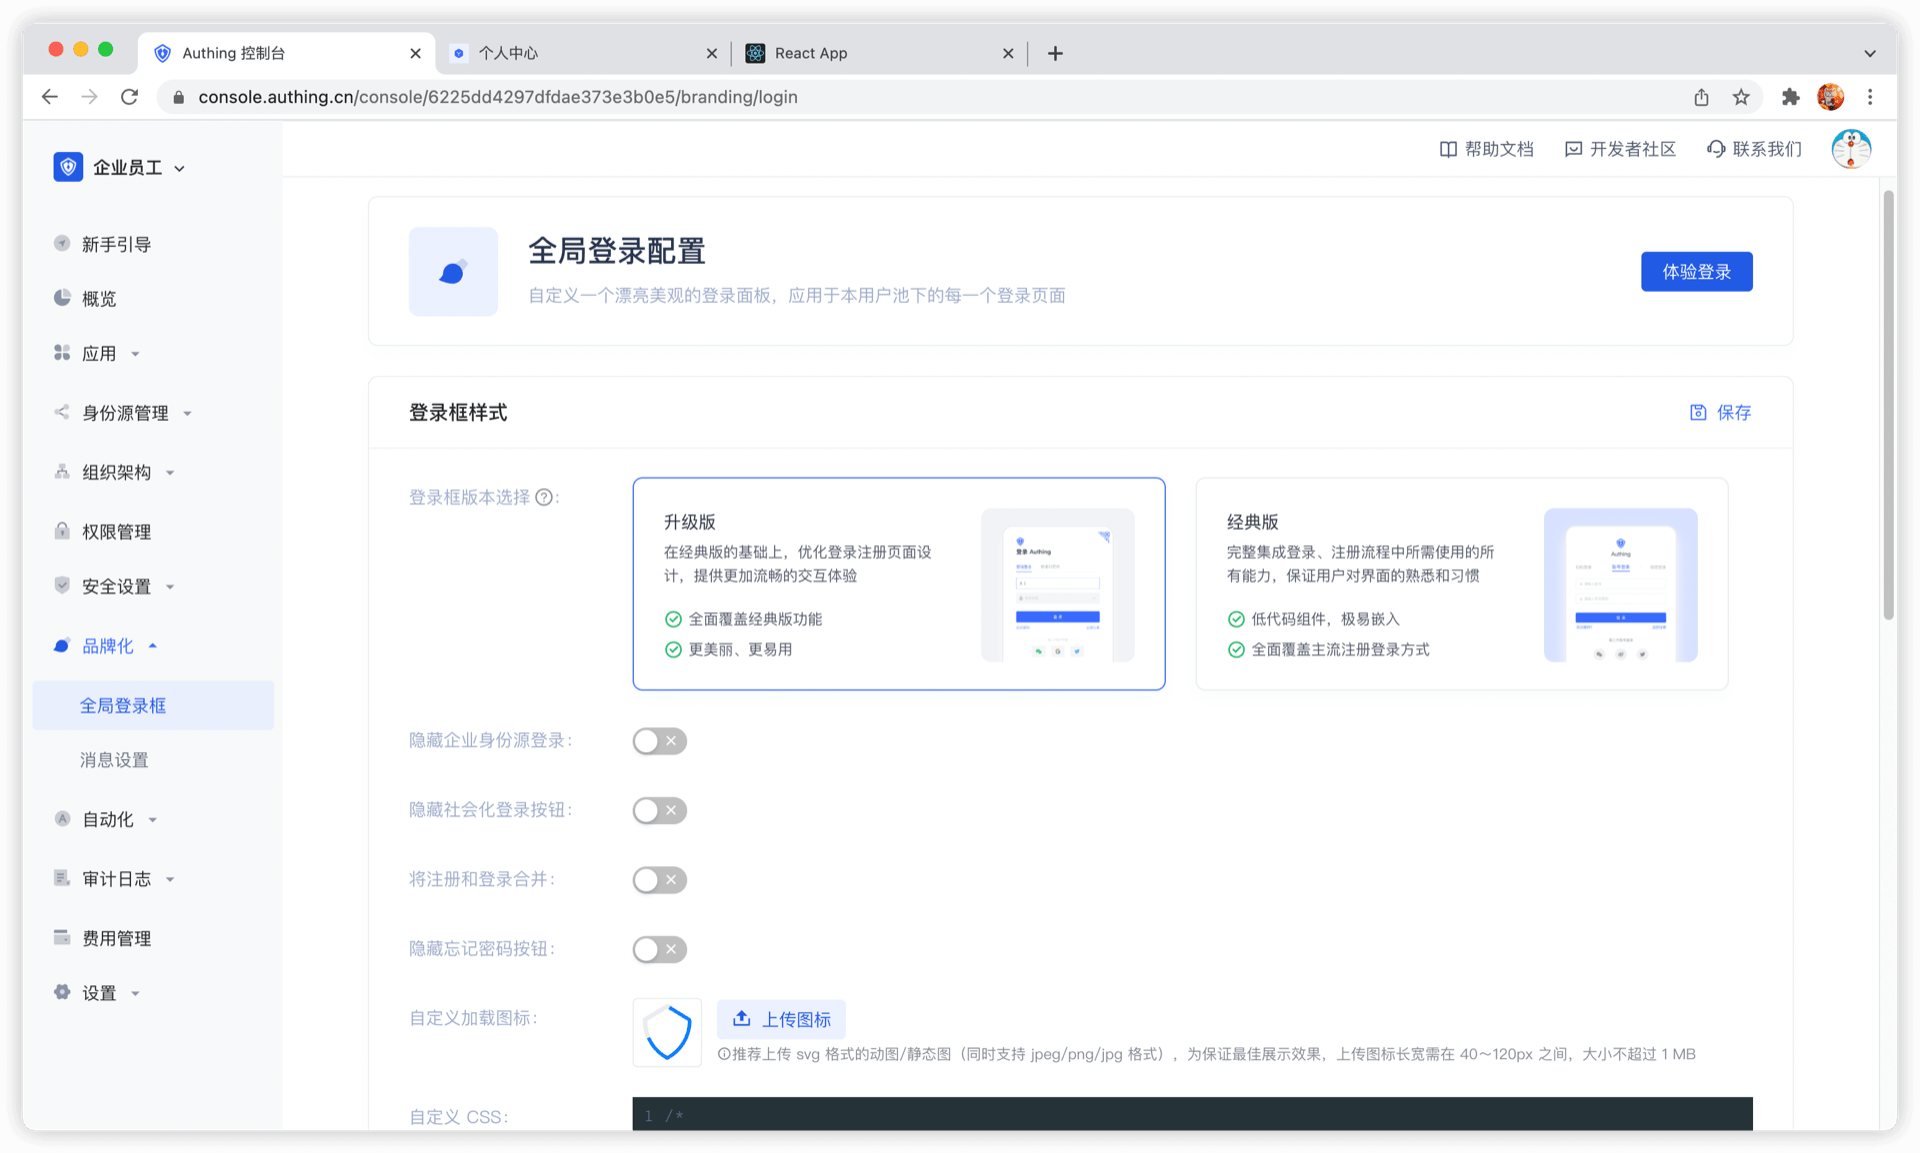 Authing 控制台
个人中心
React App
console.authing.cn/console/6225dd4297dfdae373e3b0e5/branding/login
企业员工
帮助文档
开发者社区
联系我们
新手引导
概览
应用
身份源管理
组织架构
权限管理
安全设置
品牌化
全局登录框
消息设置
自动化
审计日志
费用管理
设置
全局登录配置
自定义一个漂亮美观的登录面板，应用于本用户池下的每一个登录页面
体验登录
登录框样式
保存
登录框版本选择 ? :
升级版
在经典版的基础上，优化登录注册页面设
计，提供更加流畅的交互体验
全面覆盖经典版功能
更美丽、更易用
登录 Authing
经典版
完整集成登录、注册流程中所需使用的所
有能力，保证用户对界面的熟悉和习惯
低代码组件，极易嵌入
全面覆盖主流注册登录方式
Authing
隐藏企业身份源登录:
隐藏社会化登录按钮:
将注册和登录合并:
隐藏忘记密码按钮:
自定义加载图标:
上传图标
推荐上传 svg 格式的动图/静态图（同时支持 jpeg/png/jpg 格式），为保证最佳展示效果，上传图标长宽需在 40～120px 之间，大小不超过 1 MB
自定义 CSS:
1 /*